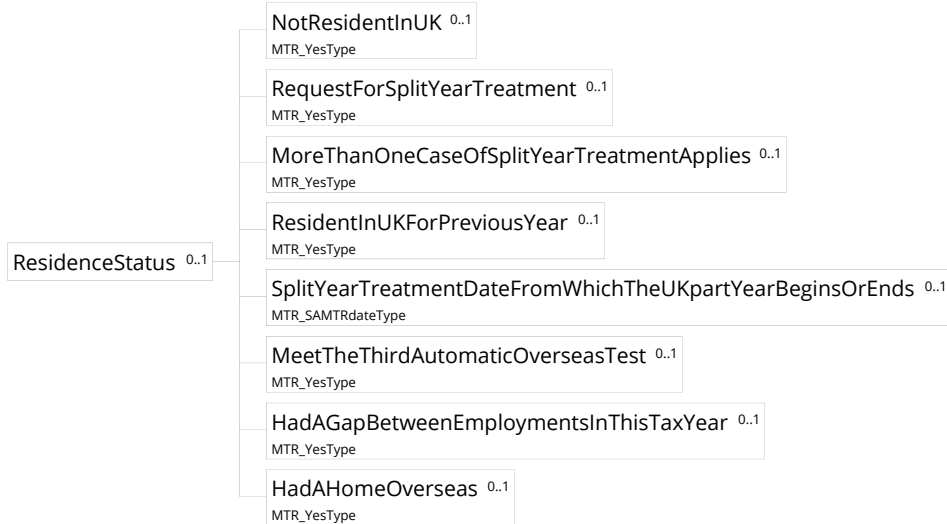 NotResidentInUK 0..1
MTR_YesType
RequestForSplitYearTreatment 0..1
MTR_YesType
MoreThanOneCaseOfSplitYearTreatmentApplies 0..1
MTR_YesType
ResidentInUKForPreviousYear 0..1
MTR_YesType
ResidenceStatus 0..1
SplitYearTreatmentDateFromWhichTheUKpartYearBeginsOrEnds 0..1
MTR_SAMTRdateType
MeetTheThirdAutomaticOverseasTest 0..1
MTR_YesType
HadAGapBetweenEmploymentsInThisTaxYear 0..1
MTR_YesType
HadAHomeOverseas 0..1
MTR_YesType